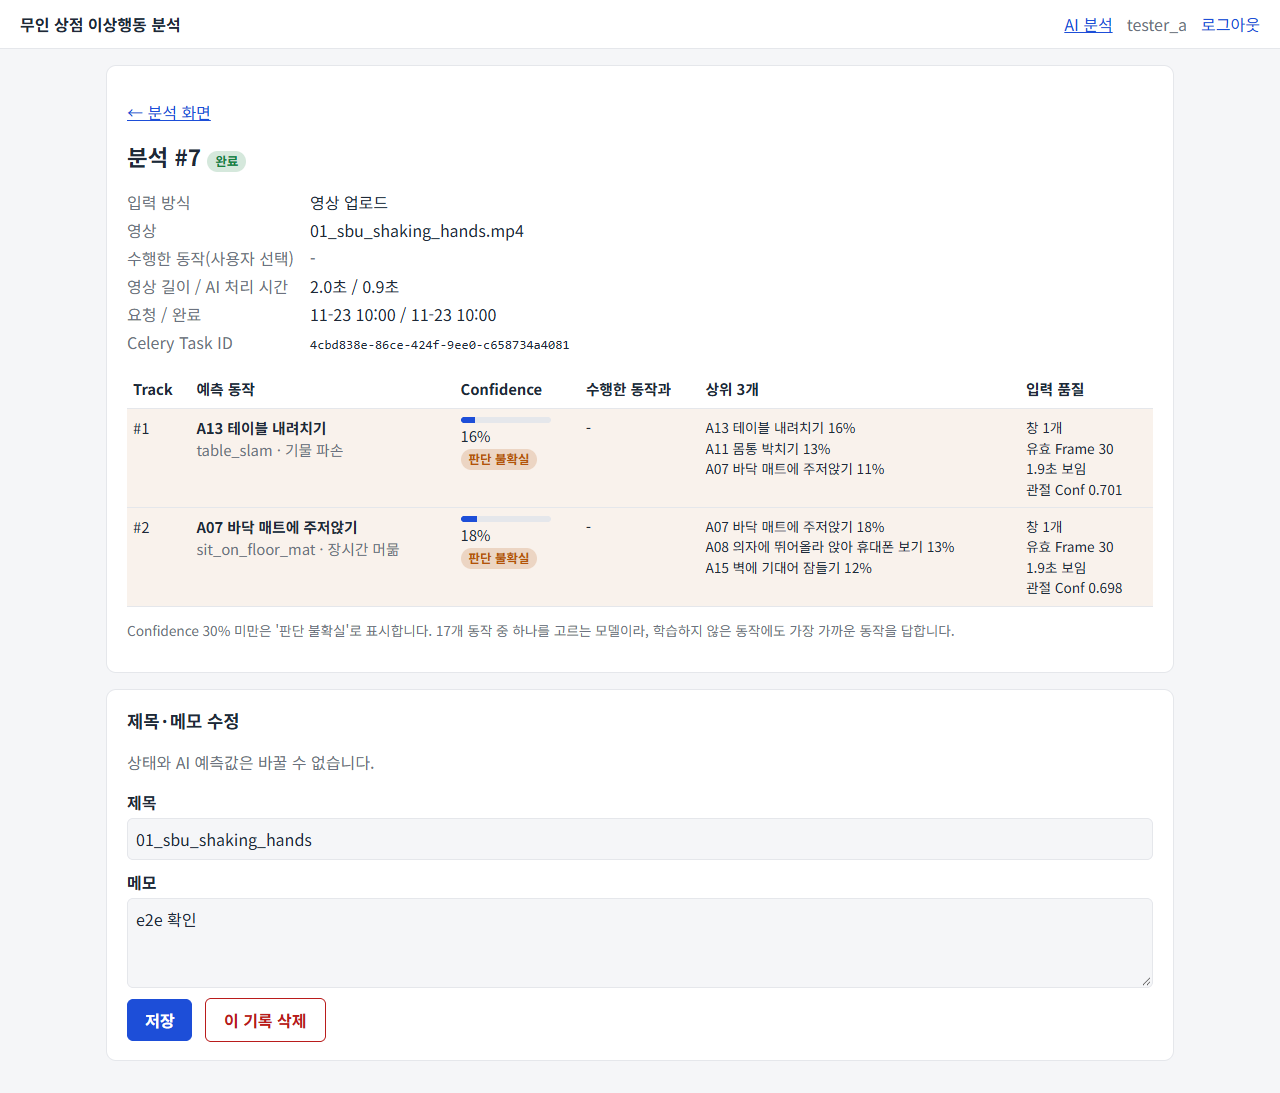 무인 상점 이상행동 분석
AI 분석 tester_a 로그아웃
← 분석 화면
분석 #7 완료
입력 방식 영상 업로드
영상 01_sbu_shaking_hands.mp4
수행한 동작(사용자 선택) -
영상 길이 / AI 처리 시간 2.0초 / 0.9초
요청 / 완료 11-23 10:00 / 11-23 10:00
Celery Task ID 4cbd838e-86ce-424f-9ee0-c658734a4081
Track 예측 동작 Confidence 수행한 동작과 상위 3개 입력 품질
#1 A13 테이블 내려치기 16% - A13 테이블 내려치기 16% 창 1개
table_slam · 기물 파손 판단 불확실 A11 몸통 박치기 13% 유효 Frame 30
A07 바닥 매트에 주저앉기 11% 1.9초 보임
관절 Conf 0.701
#2 A07 바닥 매트에 주저앉기 18% - A07 바닥 매트에 주저앉기 18% 창 1개
sit_on_floor_mat · 장시간 머묾 판단 불확실 A08 의자에 뛰어올라 앉아 휴대폰 보기 13% 유효 Frame 30
A15 벽에 기대어 잠들기 12% 1.9초 보임
관절 Conf 0.698
Confidence 30% 미만은 '판단 불확실'로 표시합니다. 17개 동작 중 하나를 고르는 모델이라, 학습하지 않은 동작에도 가장 가까운 동작을 답합니다.
제목·메모 수정
상태와 AI 예측값은 바꿀 수 없습니다.
제목
01_sbu_shaking_hands
메모
e2e 확인
저장 이 기록 삭제